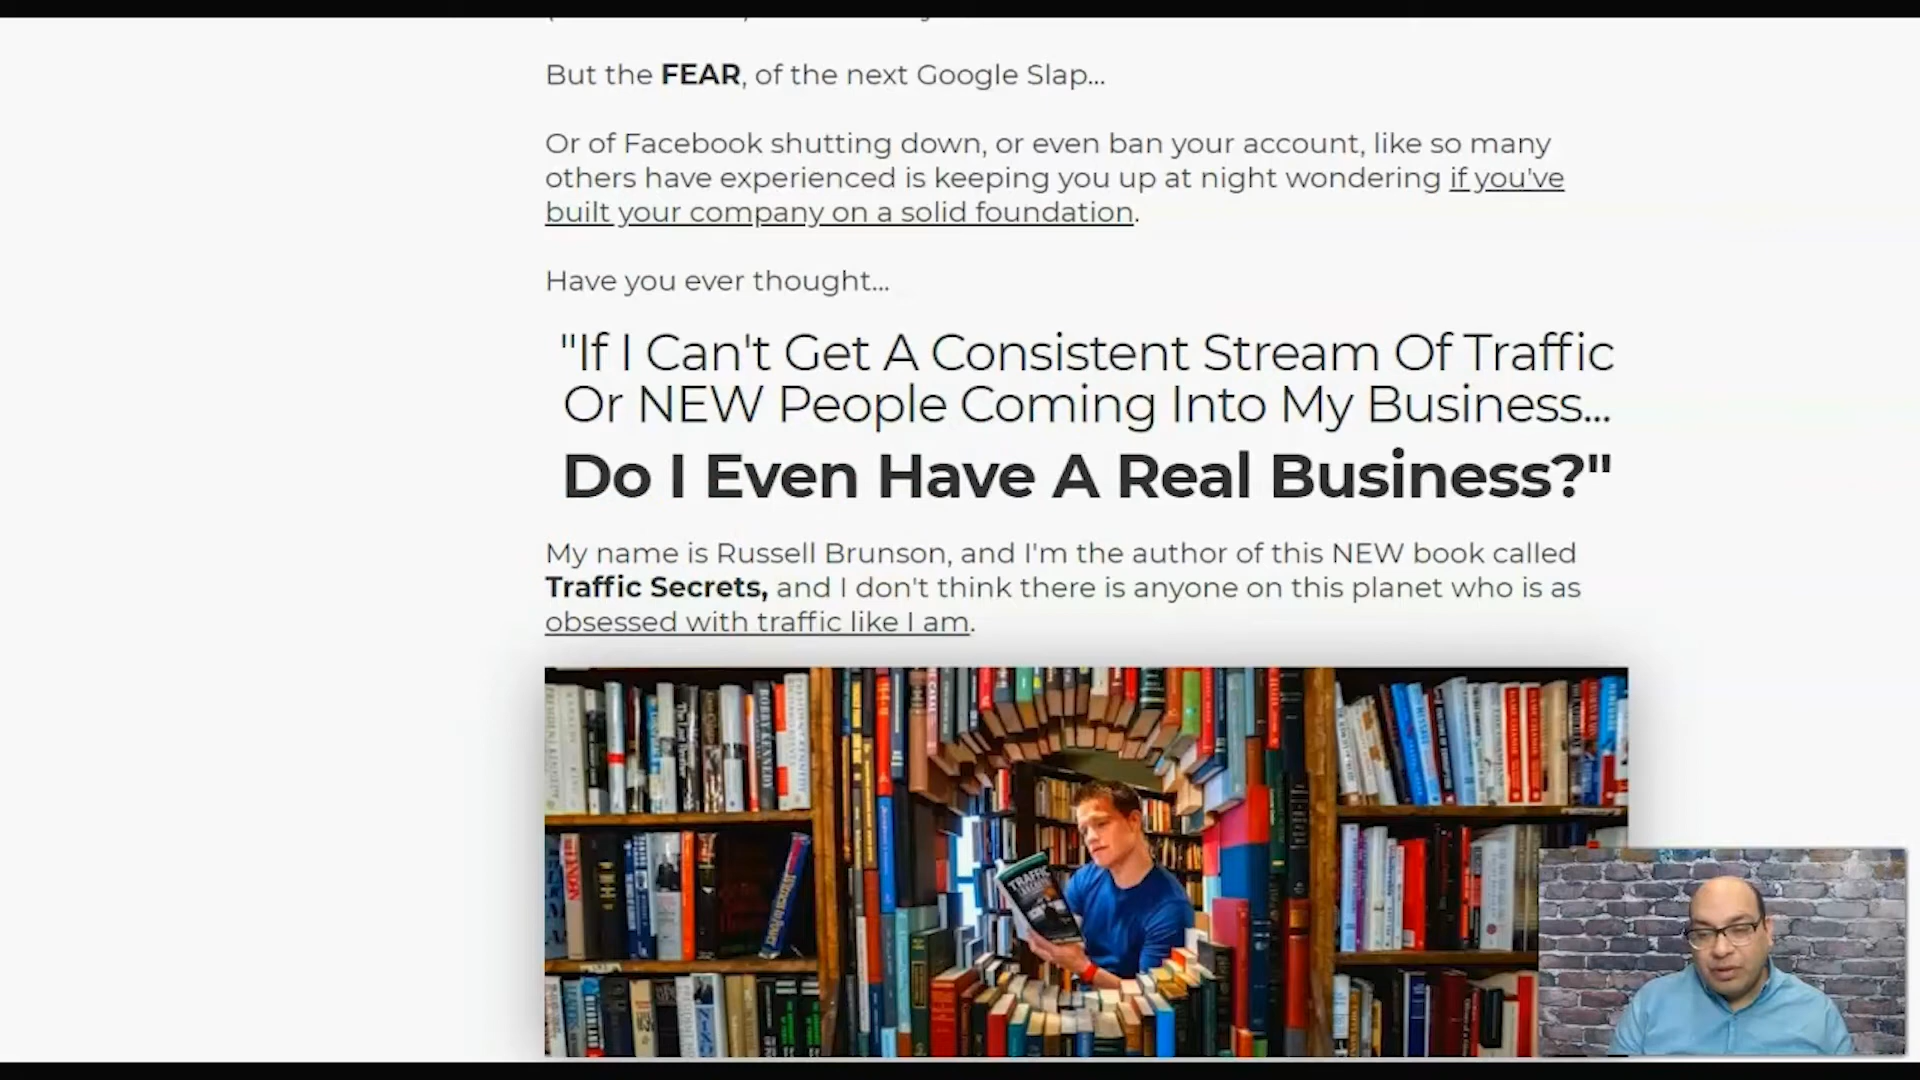 But the FEAR, of the next Google Slap...
Or of Facebook shutting down, or even ban your account, like so many
others have experienced is keeping you up at night wondering if you've
built your company on a solid foundation.
Have you ever thought...
"If I Can't Get A Consistent Stream Of Traffic
Or NEW People Coming Into My Business...
Do I Even Have A Real Business?"
My name is Russell Brunson, and I'm the author of this NEW book called
Traffic Secrets, and I don't think there is anyone on this planet who is as
obsessed with traffic like I am.
TRAFFIC